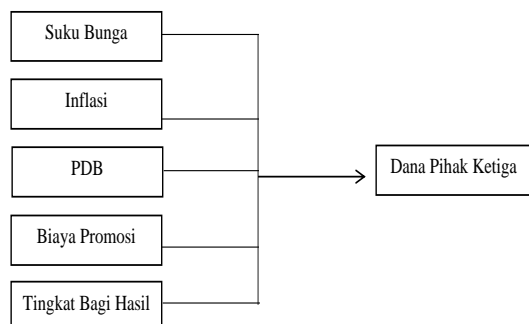 Suku Bunga
Inflasi
PDB
Dana Pihak Ketiga
Biaya Promosi
Tingkat Bagi Hasil